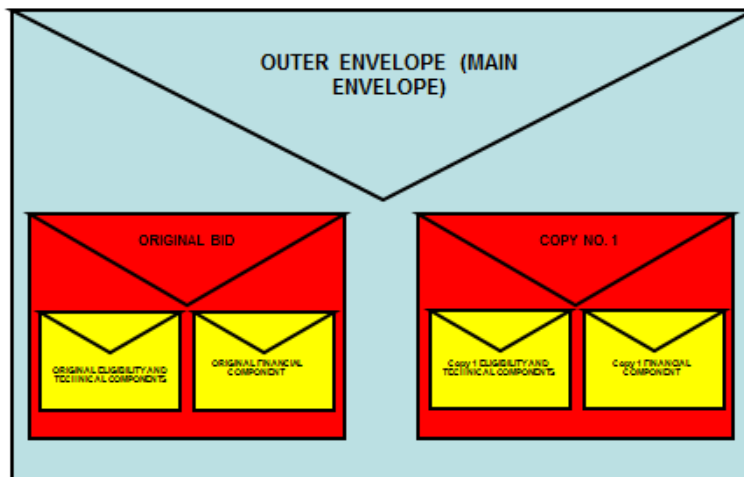 OUTER ENVELOPE (MAIN
ENVELOPE)
ORIGINAL BID
COPY NO. 1
ORIGINAL ELIGIBILITY AND
TECHNICAL COMPONENTS
ORIGINAL FINANCIAL
COMPONENT
Copy 1 ELIGIBILITY AND
TECHNICAL COMPONENTS
Copy 1 FINANCIAL
COMPONENT